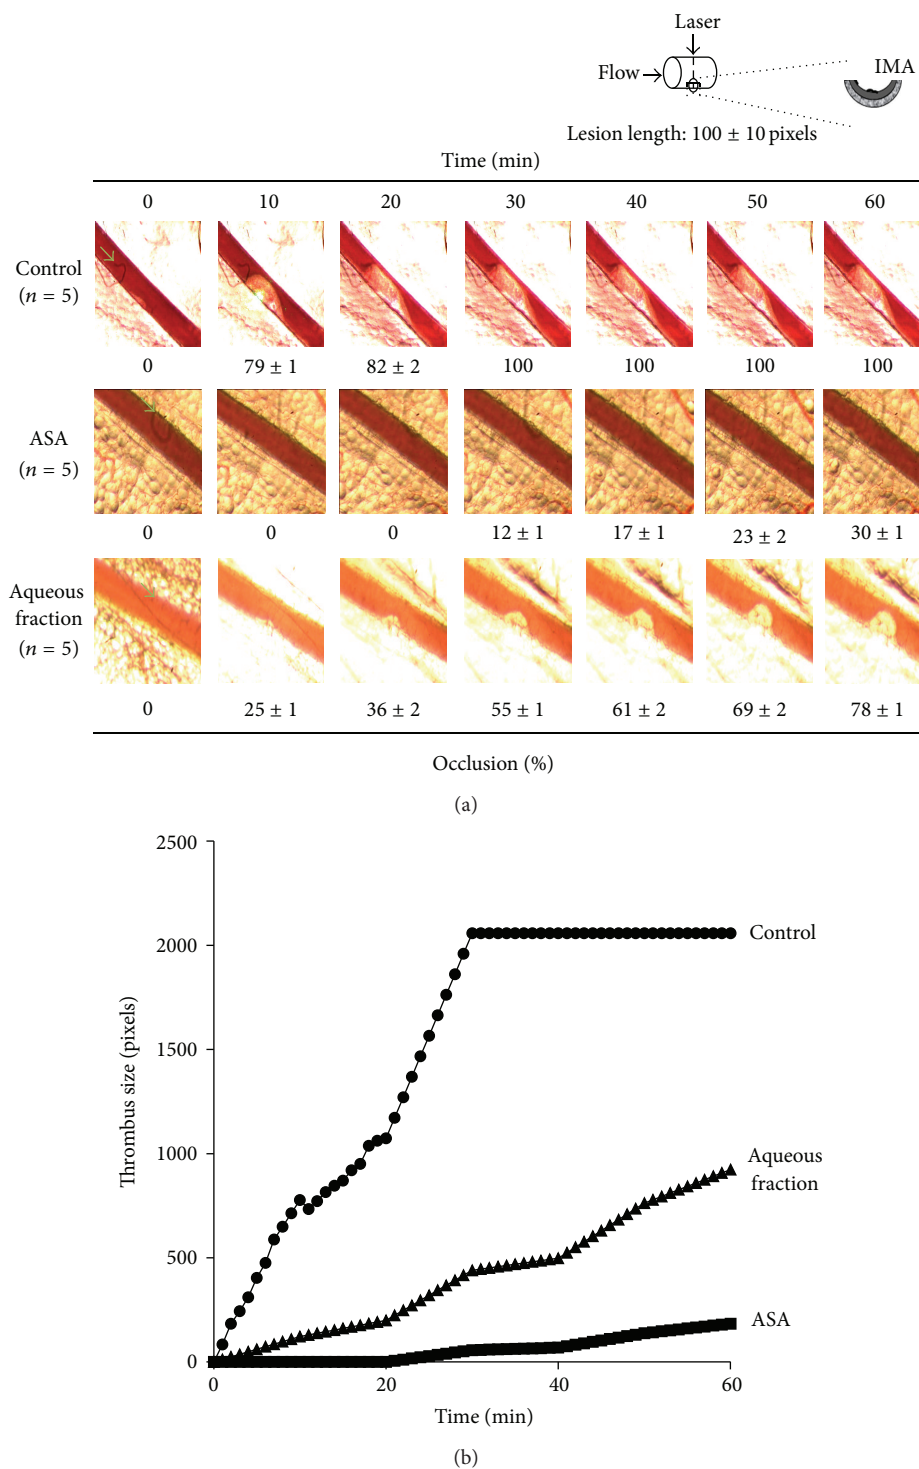 Laser
Flow
IMA
Lesion length: 100 ± 10 pixels
Time (min)
0 10 20 30 40 50 60
Control
(n = 5)
0 79 ± 1 82 ± 2 100 100 100 100
ASA
(n = 5)
0 0 0 12 ± 1 17 ± 1 23 ± 2 30 ± 1
Aqueous
fraction
(n = 5)
0 25 ± 1 36 ± 2 55 ± 1 61 ± 2 69 ± 2 78 ± 1
Occlusion (%)
(a)
2500
2000
1500
1000
500
0
Thrombus size (pixels)
Control
Aqueous
fraction
ASA
0 20 40 60
Time (min)
(b)